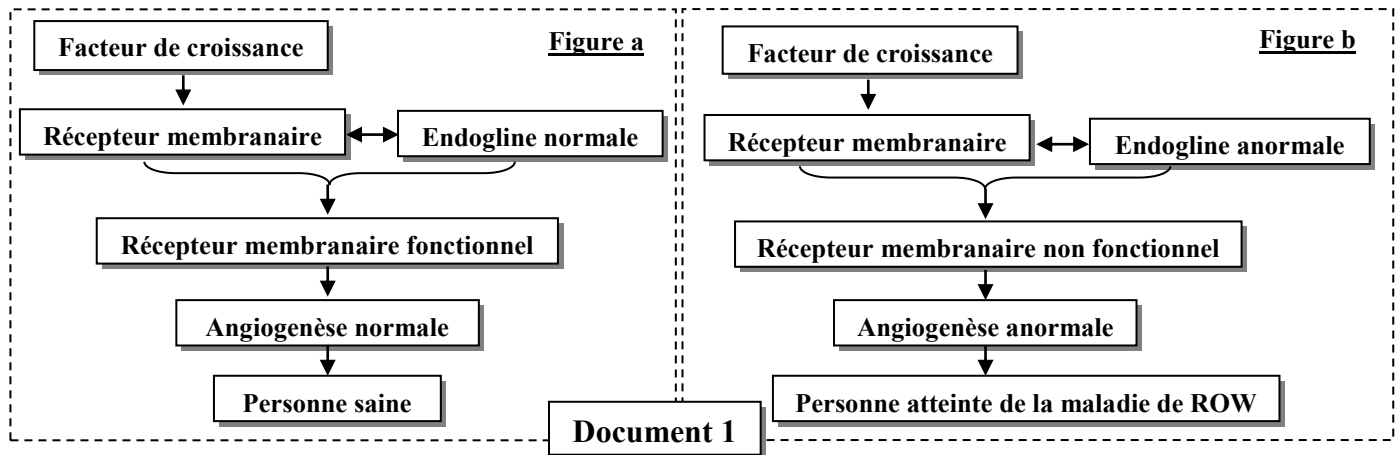 Facteur de croissance
Figure a
Récepteur membranaire
Endogline normale
Récepteur membranaire fonctionnel
Angiogenèse normale
Personne saine
Figure b
Facteur de croissance
Récepteur membranaire
Endogline anormale
Récepteur membranaire non fonctionnel
Angiogenèse anormale
Personne atteinte de la maladie de ROW
Document 1